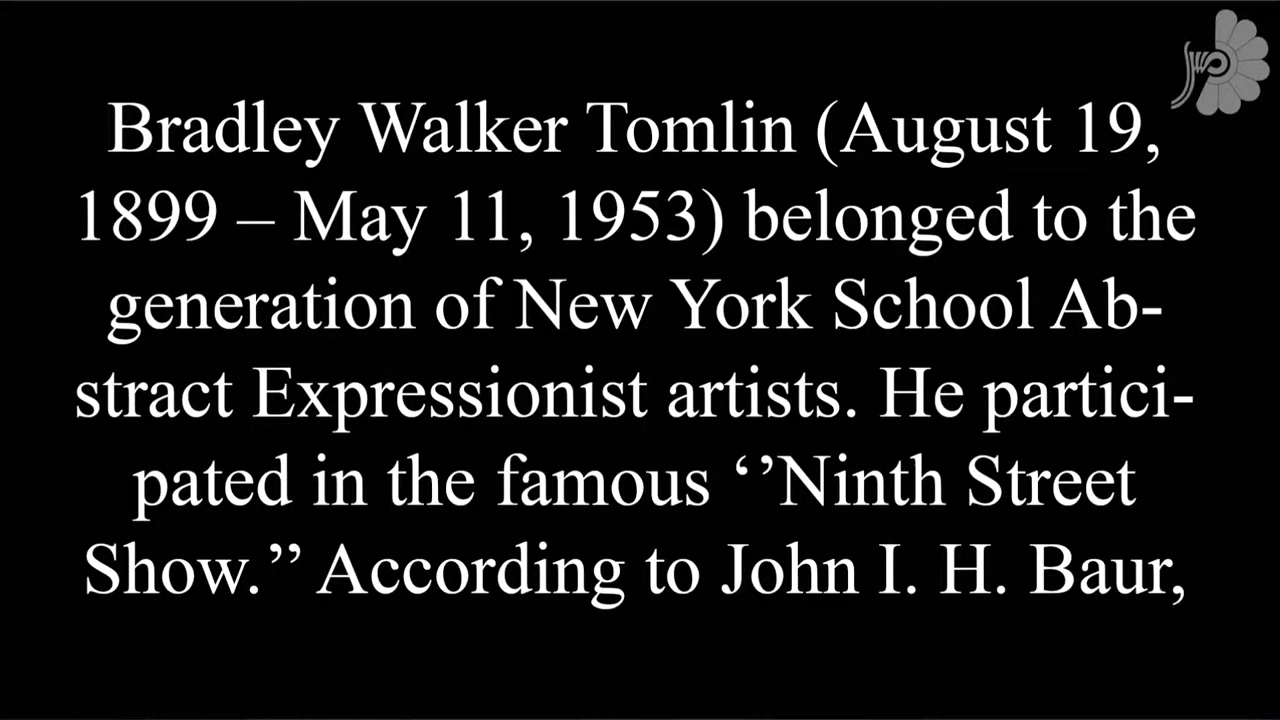 Bradley Walker Tomlin (August 19,
1899 – May 11, 1953) belonged to the
generation of New York School Ab-
stract Expressionist artists. He partici-
pated in the famous ‘’Ninth Street
Show.’’ According to John I. H. Baur,